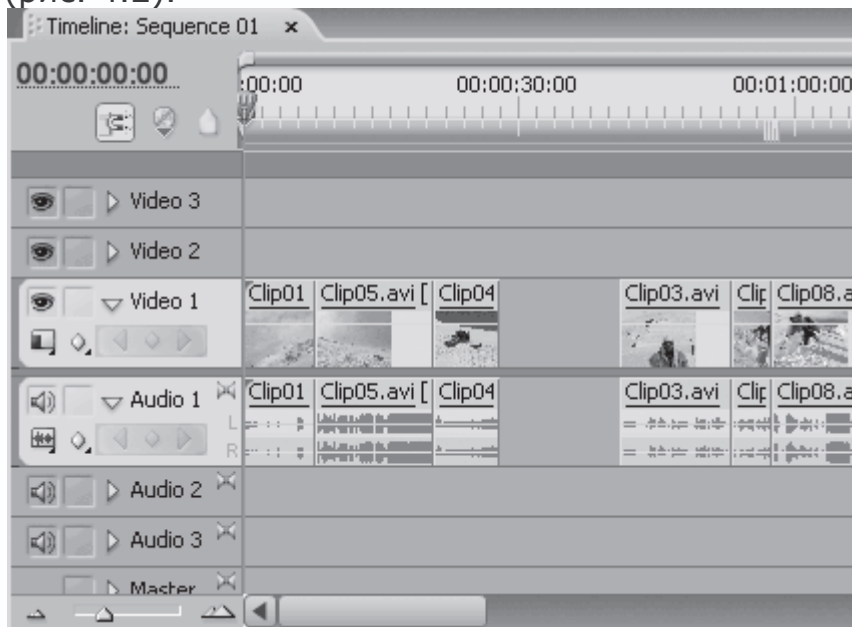 (рис. 4.2).
Timeline: Sequence 01 x
00:00:00:00
:00:00 00:00:30:00 00:01:00:00
Video 3
Video 2
Video 1
Clip01 Clip05.avi [ Clip04 Clip03.avi Clip Clip08.a
Audio 1
Clip01 Clip05.avi [ Clip04 Clip03.avi Clip Clip08.a
L
R
Audio 2
Audio 3
Master